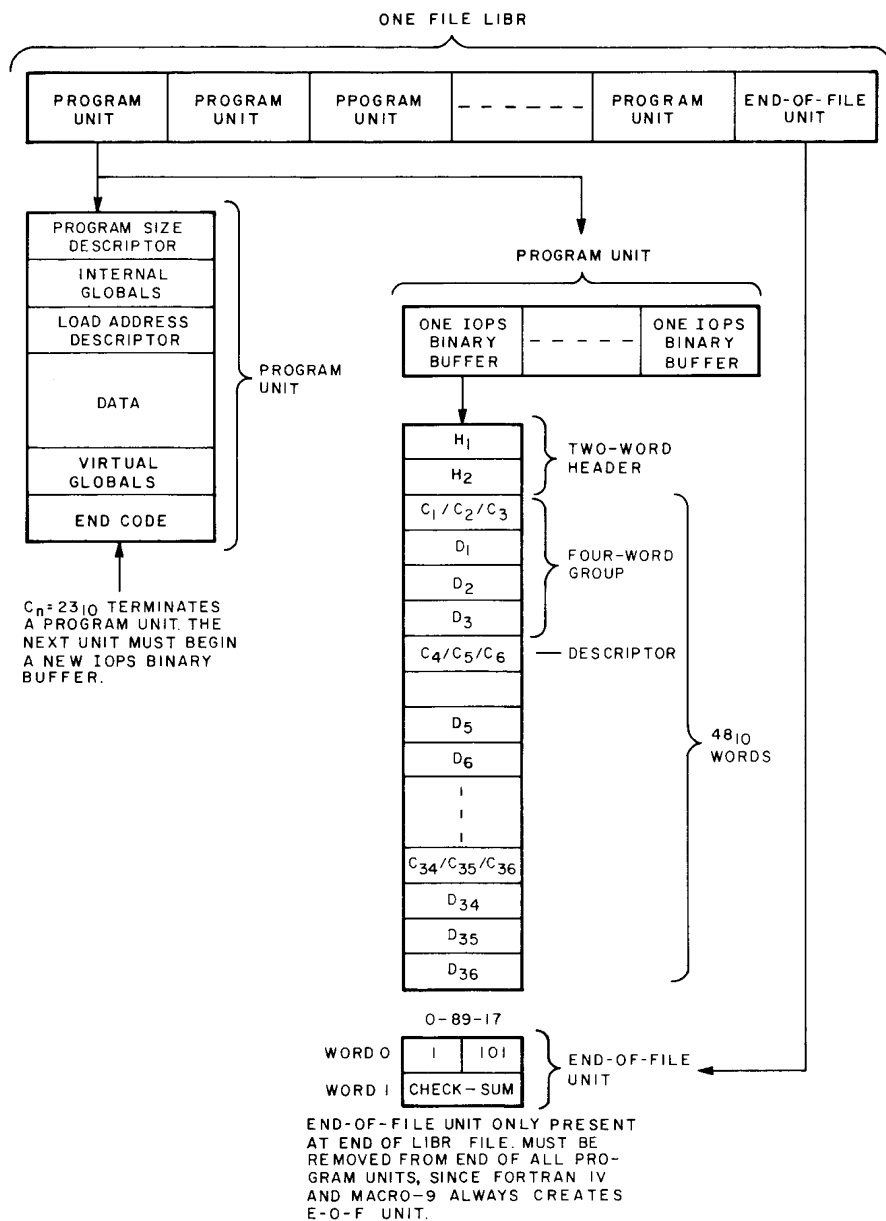 ONE FILE LIBR
PROGRAM UNIT
PROGRAM UNIT
PPOGRAM UNIT
PROGRAM UNIT
END-OF-FILE UNIT
PROGRAM SIZE DESCRIPTOR
INTERNAL GLOBALS
LOAD ADDRESS DESCRIPTOR
DATA
VIRTUAL GLOBALS
END CODE
PROGRAM UNIT
Cn=23₁₀ TERMINATES
A PROGRAM UNIT. THE
NEXT UNIT MUST BEGIN
A NEW IOPS BINARY
BUFFER.
PROGRAM UNIT
ONE IOPS BINARY BUFFER
ONE IOPS BINARY BUFFER
H₁
H₂
TWO-WORD HEADER
C₁/C₂/C₃
D₁
D₂
D₃
FOUR-WORD GROUP
C₄/C₅/C₆
DESCRIPTOR
D₅
D₆
48₁₀ WORDS
C₃₄/C₃₅/C₃₆
D₃₄
D₃₅
D₃₆
0-89-17
WORD 0 1 101
WORD 1 CHECK-SUM
END-OF-FILE UNIT
END-OF-FILE UNIT ONLY PRESENT
AT END OF LIBR FILE. MUST BE
REMOVED FROM END OF ALL PRO-
GRAM UNITS, SINCE FORTRAN IV
AND MACRO-9 ALWAYS CREATES
E-O-F UNIT.